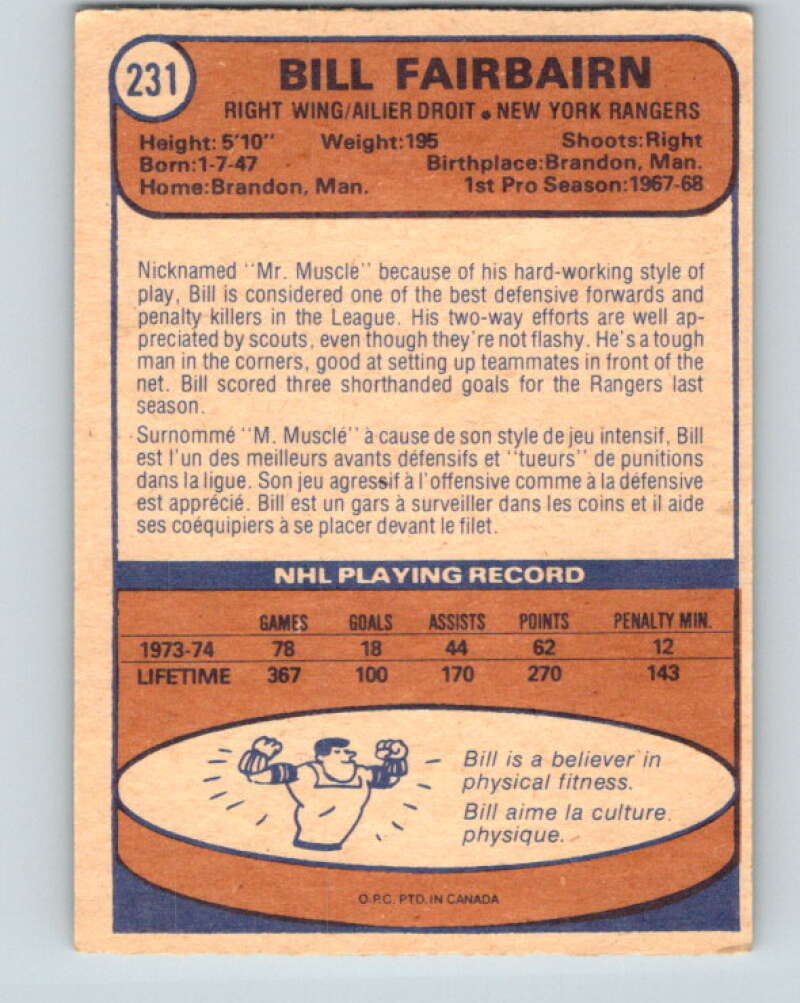 231
BILL FAIRBAIRN
RIGHT WING/AILIER DROIT • NEW YORK RANGERS
Height: 5'10" Weight:195 Shoots:Right
Born:1-7-47 Birthplace:Brandon, Man.
Home:Brandon, Man. 1st Pro Season:1967-68
Nicknamed "Mr. Muscle" because of his hard-working style of
play, Bill is considered one of the best defensive forwards and
penalty killers in the League. His two-way efforts are well ap-
preciated by scouts, even though they're not flashy. He's a tough
man in the corners, good at setting up teammates in front of the
net. Bill scored three shorthanded goals for the Rangers last
season.
Surnommé "M. Musclé" à cause de son style de jeu intensif, Bill
est l'un des meilleurs avants défensifs et "tueurs" de punitions
dans la ligue. Son jeu agressif à l'offensive comme à la défensive
est apprécié. Bill est un gars à surveiller dans les coins et il aide
ses coéquipiers à se placer devant le filet.
NHL PLAYING RECORD
GAMES GOALS ASSISTS POINTS PENALTY MIN.
1973-74 78 18 44 62 12
LIFETIME 367 100 170 270 143
Bill is a believer in
physical fitness.
Bill aime la culture
physique.
O.P.C. PTD. IN CANADA